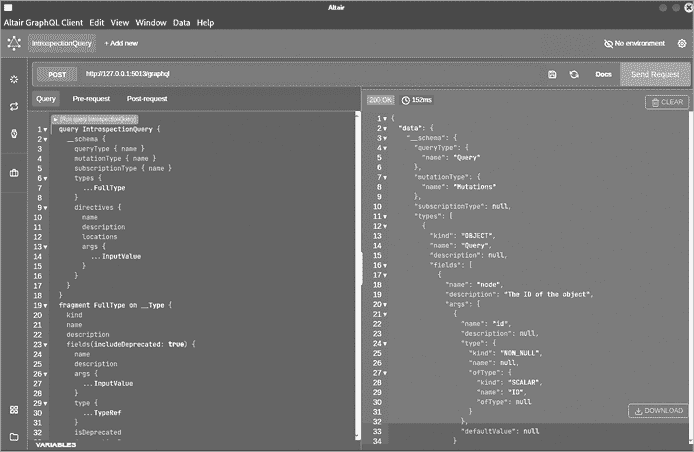 Altair
Altair GraphQL Client Edit View Window Data Help
IntrospectionQuery + Add new No environment
POST http://127.0.0.1:5013/graphql Docs Send Request
Query Pre-request Post-request
200 OK 152ms
CLEAR
▶ (Run query IntrospectionQuery)
1 query IntrospectionQuery {
2 __schema {
3 queryType { name }
4 mutationType { name }
5 subscriptionType { name }
6 types {
7 ...FullType
8 }
9 directives {
10 name
11 description
12 locations
13 args {
14 ...InputValue
15 }
16 }
17 }
18 }
19 fragment FullType on __Type {
20 kind
21 name
22 description
23 fields(includeDeprecated: true) {
24 name
25 description
26 args {
27 ...InputValue
28 }
29 type {
30 ...TypeRef
31 }
32 isDeprecated
VARIABLES
1 {
2 "data": {
3 "__schema": {
4 "queryType": {
5 "name": "Query"
6 },
7 "mutationType": {
8 "name": "Mutations"
9 },
10 "subscriptionType": null,
11 "types": [
12 {
13 "kind": "OBJECT",
14 "name": "Query",
15 "description": null,
16 "fields": [
17 {
18 "name": "node",
19 "description": "The ID of the object",
20 "args": [
21 {
22 "name": "id",
23 "description": null,
24 "type": {
25 "kind": "NON_NULL",
26 "name": null,
27 "ofType": {
28 "kind": "SCALAR",
29 "name": "ID",
30 "ofType": null
31 }
32 },
33 "defaultValue": null
34 }
DOWNLOAD